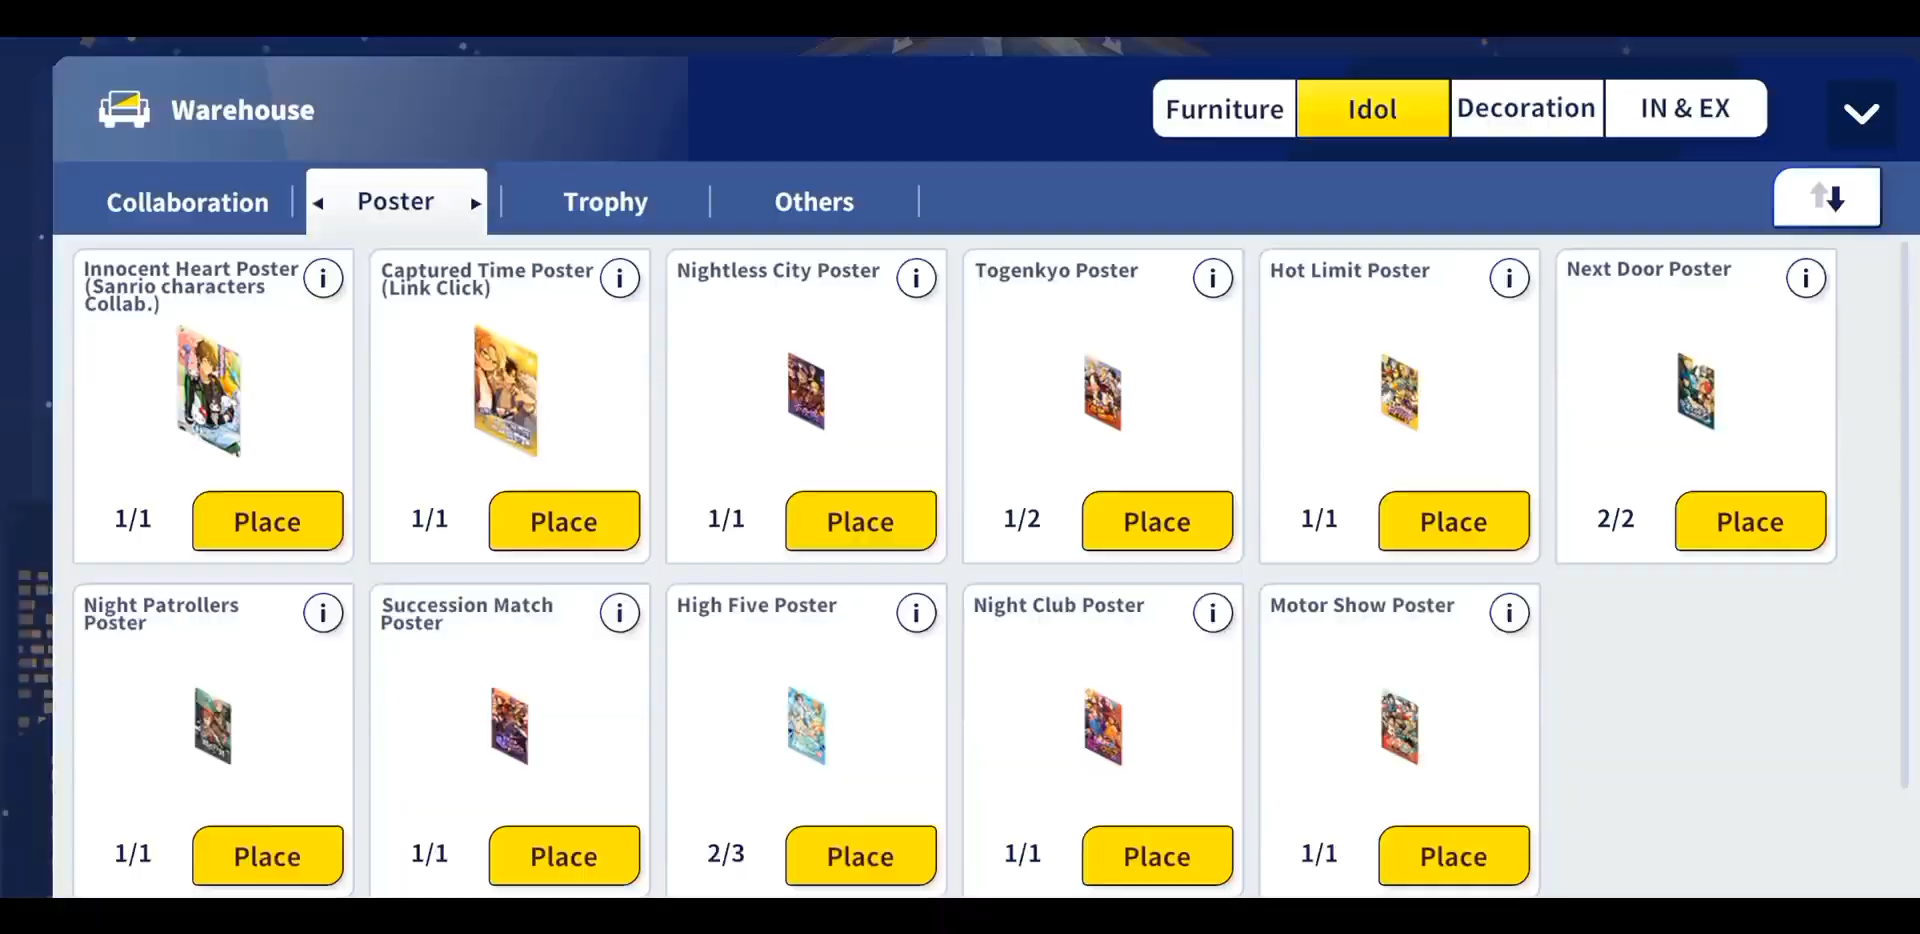 Warehouse
Furniture
Idol
Decoration
IN & EX
Collaboration
Poster
Trophy
Others
Innocent Heart Poster
(Sanrio characters
Collab.)
1/1
Place
Captured Time Poster
(Link Click)
1/1
Place
Nightless City Poster
1/1
Place
Togenkyo Poster
1/2
Place
Hot Limit Poster
1/1
Place
Next Door Poster
2/2
Place
Night Patrollers
Poster
1/1
Place
Succession Match
Poster
1/1
Place
High Five Poster
2/3
Place
Night Club Poster
1/1
Place
Motor Show Poster
1/1
Place